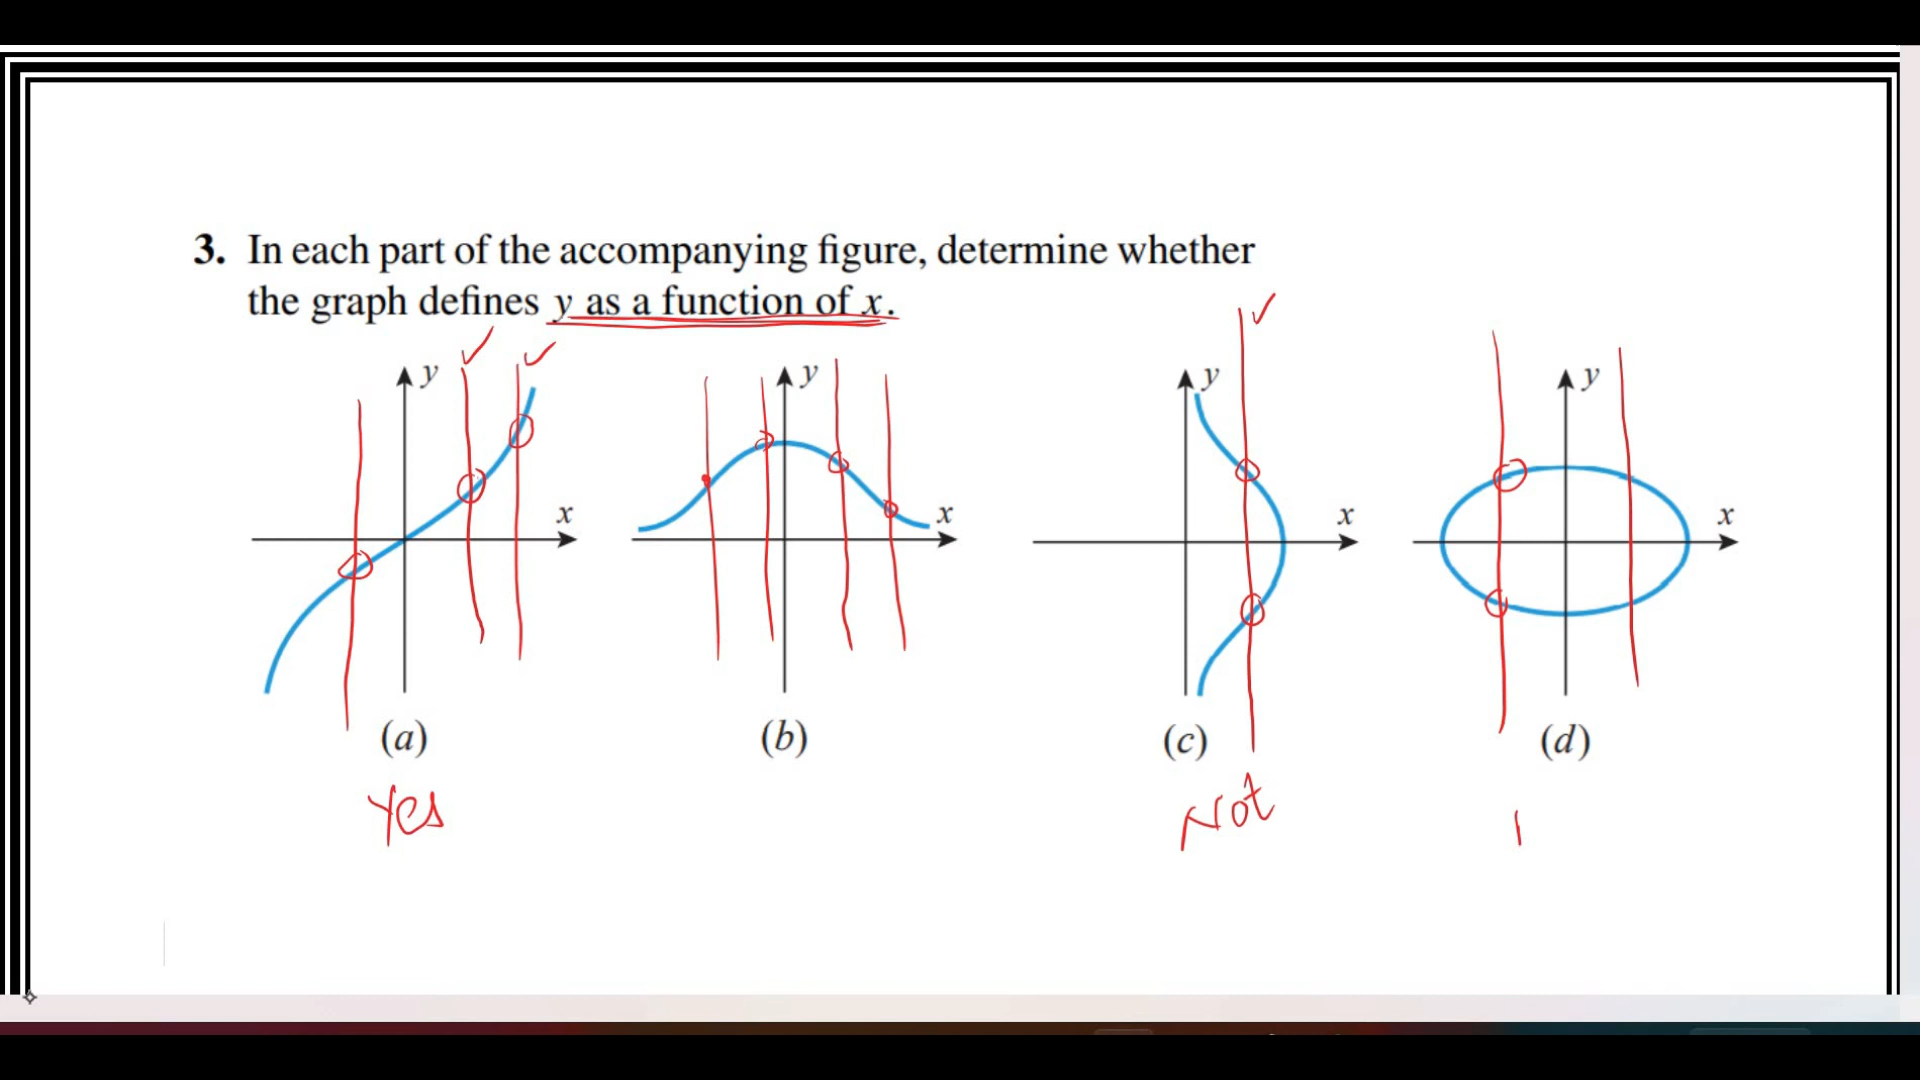 3. In each part of the accompanying figure, determine whether
the graph defines y as a function of x.
y
x
(a)
Yes
y
x
(b)
y
x
(c)
Not
y
x
(d)